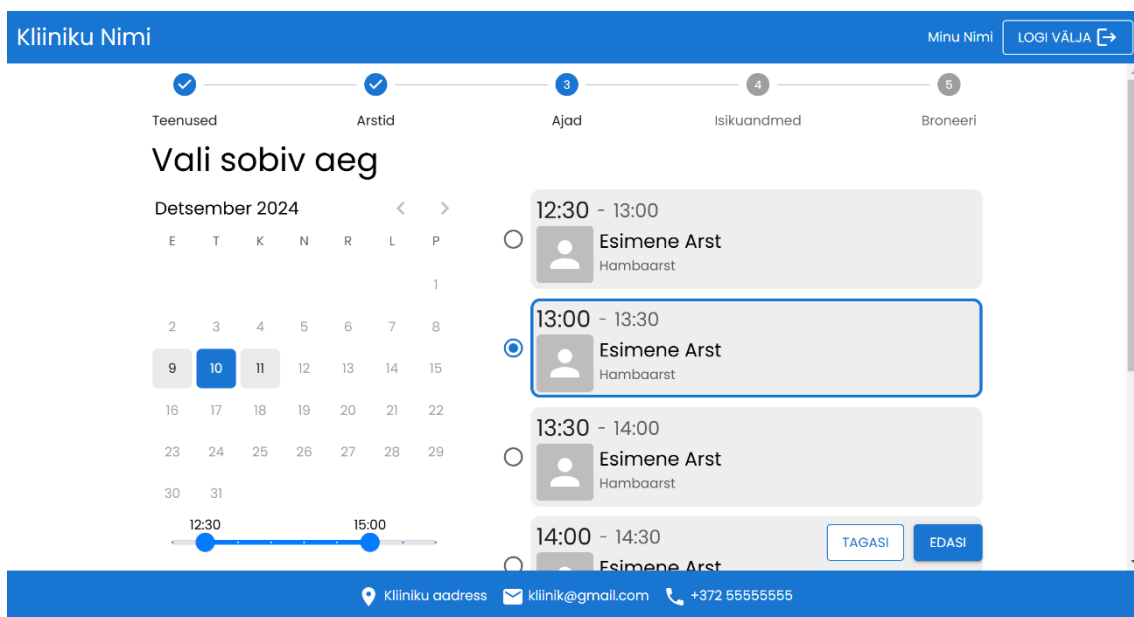 Kliiniku Nimi
Minu Nimi
LOGI VÄLJA
3
4
5
Teenused
Arstid
Ajad
Isikuandmed
Broneeri
Vali sobiv aeg
Detsember 2024
E T K N R L P
1
2 3 4 5 6 7 8
9 10 11 12 13 14 15
16 17 18 19 20 21 22
23 24 25 26 27 28 29
30 31
12:30 15:00
12:30 - 13:00
Esimene Arst
Hambaarst
13:00 - 13:30
Esimene Arst
Hambaarst
13:30 - 14:00
Esimene Arst
Hambaarst
14:00 - 14:30
Esimene Arst
TAGASI
EDASI
Kliiniku aadress kliinik@gmail.com +372 55555555